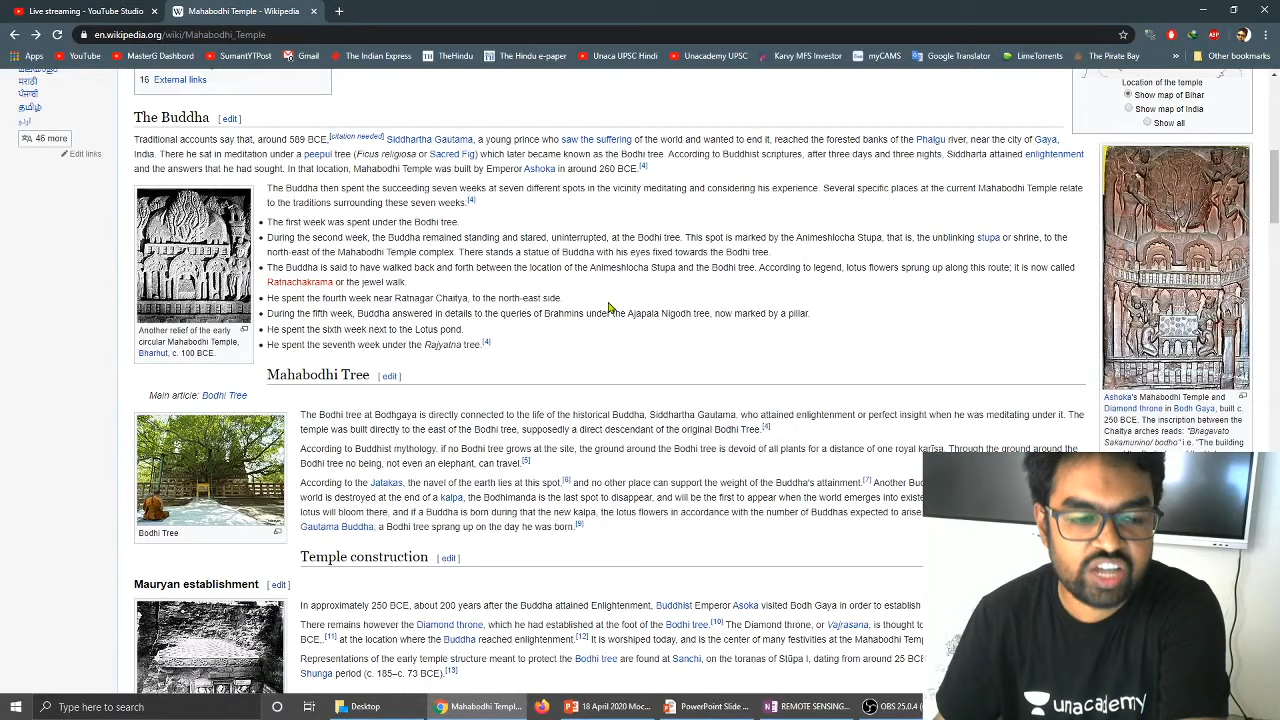 Live streaming - YouTube Studio
Mahabodhi Temple - Wikipedia
en.wikipedia.org/wiki/Mahabodhi_Temple
Apps YouTube MasterG Dashbord SumantYTPost Gmail The Indian Express TheHindu The Hindu e-paper Unaca UPSC Hindi Unacademy UPSC Karvy MFS Investor myCAMS Google Translator LimeTorrents The Pirate Bay Other bookmarks
मराठी
ਪੰਜਾਬੀ
தமிழ்
اردو
46 more
Edit links
16 External links
Location of the temple
Show map of Bihar
Show map of India
Show all
The Buddha [ edit ]
Traditional accounts say that, around 589 BCE,[citation needed] Siddhartha Gautama, a young prince who saw the suffering of the world and wanted to end it, reached the forested banks of the Phalgu river, near the city of Gaya,
India. There he sat in meditation under a peepul tree (Ficus religiosa or Sacred Fig) which later became known as the Bodhi tree. According to Buddhist scriptures, after three days and three nights, Siddharta attained enlightenment
and the answers that he had sought. In that location, Mahabodhi Temple was built by Emperor Ashoka in around 260 BCE.[4]
The Buddha then spent the succeeding seven weeks at seven different spots in the vicinity meditating and considering his experience. Several specific places at the current Mahabodhi Temple relate
to the traditions surrounding these seven weeks.[4]
• The first week was spent under the Bodhi tree.
• During the second week, the Buddha remained standing and stared, uninterrupted, at the Bodhi tree. This spot is marked by the Animeshlocha Stupa, that is, the unblinking stupa or shrine, to the
north-east of the Mahabodhi Temple complex. There stands a statue of Buddha with his eyes fixed towards the Bodhi tree.
• The Buddha is said to have walked back and forth between the location of the Animeshlocha Stupa and the Bodhi tree. According to legend, lotus flowers sprung up along this route; it is now called
Ratnachakrama or the jewel walk.
• He spent the fourth week near Ratnagar Chaitya, to the north-east side.
• During the fifth week, Buddha answered in details to the queries of Brahmins under the Ajapala Nigodh tree, now marked by a pillar.
• He spent the sixth week next to the Lotus pond.
• He spent the seventh week under the Rajyatna tree.[4]
Another relief of the early
circular Mahabodhi Temple,
Bharhut, c. 100 BCE.
Ashoka's Mahabodhi Temple and
Diamond throne in Bodh Gaya, built c.
250 BCE. The inscription between the
Chaitya arches reads: "Bhagavato
Sakamunino/ bodho" i.e. "The building
Mahabodhi Tree [ edit ]
Main article: Bodhi Tree
The Bodhi tree at Bodhgaya is directly connected to the life of the historical Buddha, Siddhartha Gautama, who attained enlightenment or perfect insight when he was meditating under it. The
temple was built directly to the east of the Bodhi tree, supposedly a direct descendant of the original Bodhi Tree.[4]
According to Buddhist mythology, if no Bodhi tree grows at the site, the ground around the Bodhi tree is devoid of all plants for a distance of one royal karīsa. Through the ground around the
Bodhi tree no being, not even an elephant, can travel.[5]
According to the Jatakas, the navel of the earth lies at this spot,[6] and no other place can support the weight of the Buddha's attainment.[7] Another Bud
world is destroyed at the end of a kalpa, the Bodhimanda is the last spot to disappear, and will be the first to appear when the world emerges into existe
lotus will bloom there, and if a Buddha is born during that the new kalpa, the lotus flowers in accordance with the number of Buddhas expected to arise
Gautama Buddha, a Bodhi tree sprang up on the day he was born.[9]
Bodhi Tree
Temple construction [ edit ]
Mauryan establishment [ edit ]
In approximately 250 BCE, about 200 years after the Buddha attained Enlightenment, Buddhist Emperor Asoka visited Bodh Gaya in order to establish
There remains however the Diamond throne, which he had established at the foot of the Bodhi tree.[10] The Diamond throne, or Vajrasana, is thought to
BCE,[11] at the location where the Buddha reached enlightenment.[12] It is worshiped today, and is the center of many festivities at the Mahabodhi Temp
Representations of the early temple structure meant to protect the Bodhi tree are found at Sanchi, on the toraṇas of Stūpa I, dating from around 25 BCE
Shunga period (c. 185–c. 73 BCE).[13]
unacademy
Type here to search
Desktop
Mahabodhi Templ...
18 April 2020 Moc...
PowerPoint Slide ...
REMOTE SENSING...
OBS 25.0.4